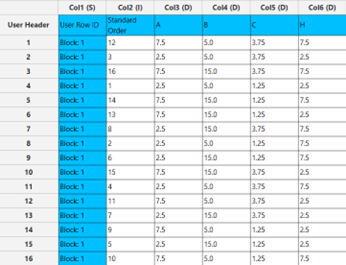 Col1 (S) Col2 (I) Col3 (D) Col4 (D) Col5 (D) Col6 (D)
User Header User Row ID Standard Order A B C H
1 Block: 1 12 7.5 5.0 3.75 7.5
2 Block: 1 3 2.5 5.0 3.75 2.5
3 Block: 1 16 7.5 15.0 3.75 7.5
4 Block: 1 1 2.5 5.0 1.25 2.5
5 Block: 1 14 7.5 15.0 1.25 7.5
6 Block: 1 13 7.5 15.0 1.25 2.5
7 Block: 1 8 2.5 15.0 3.75 7.5
8 Block: 1 2 2.5 5.0 1.25 7.5
9 Block: 1 6 2.5 15.0 1.25 7.5
10 Block: 1 15 7.5 15.0 3.75 2.5
11 Block: 1 4 2.5 5.0 3.75 7.5
12 Block: 1 11 7.5 5.0 3.75 2.5
13 Block: 1 7 2.5 15.0 3.75 2.5
14 Block: 1 9 7.5 5.0 1.25 2.5
15 Block: 1 5 2.5 15.0 1.25 2.5
16 Block: 1 10 7.5 5.0 1.25 7.5